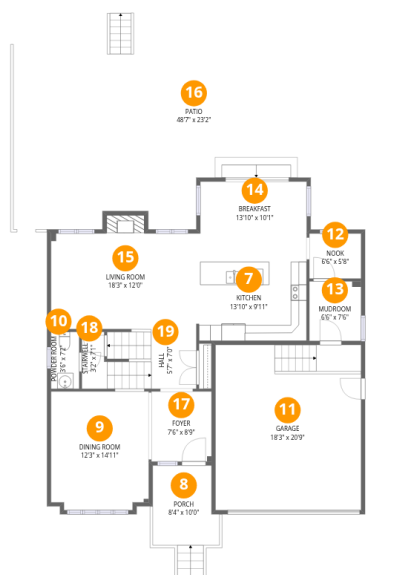 16
PATIO
48'7" x 23'2"
14
BREAKFAST
13'10" x 10'1"
12
NOOK
6'6" x 5'8"
15
LIVING ROOM
18'3" x 12'0"
7
KITCHEN
13'10" x 9'11"
13
MUDROOM
6'6" x 7'6"
10
POWDER ROOM
3'6" x 7'2"
18
STAIRWELL
3'2" x 7'1"
19
HALL
5'7" x 7'0"
17
FOYER
7'6" x 8'9"
11
GARAGE
18'3" x 20'9"
9
DINING ROOM
12'3" x 14'11"
8
PORCH
8'4" x 10'0"